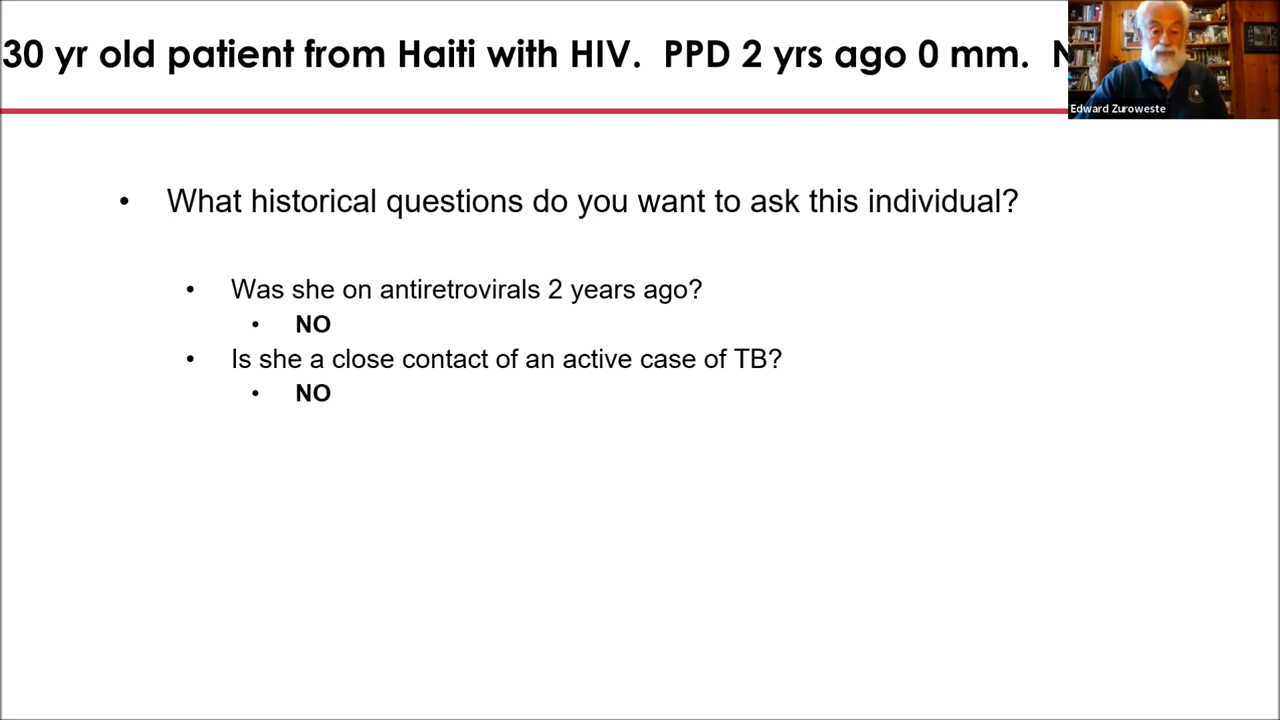 30 yr old patient from Haiti with HIV.  PPD 2 yrs ago 0 mm.
Edward Zuroweste
• What historical questions do you want to ask this individual?
• Was she on antiretrovirals 2 years ago?
• NO
• Is she a close contact of an active case of TB?
• NO